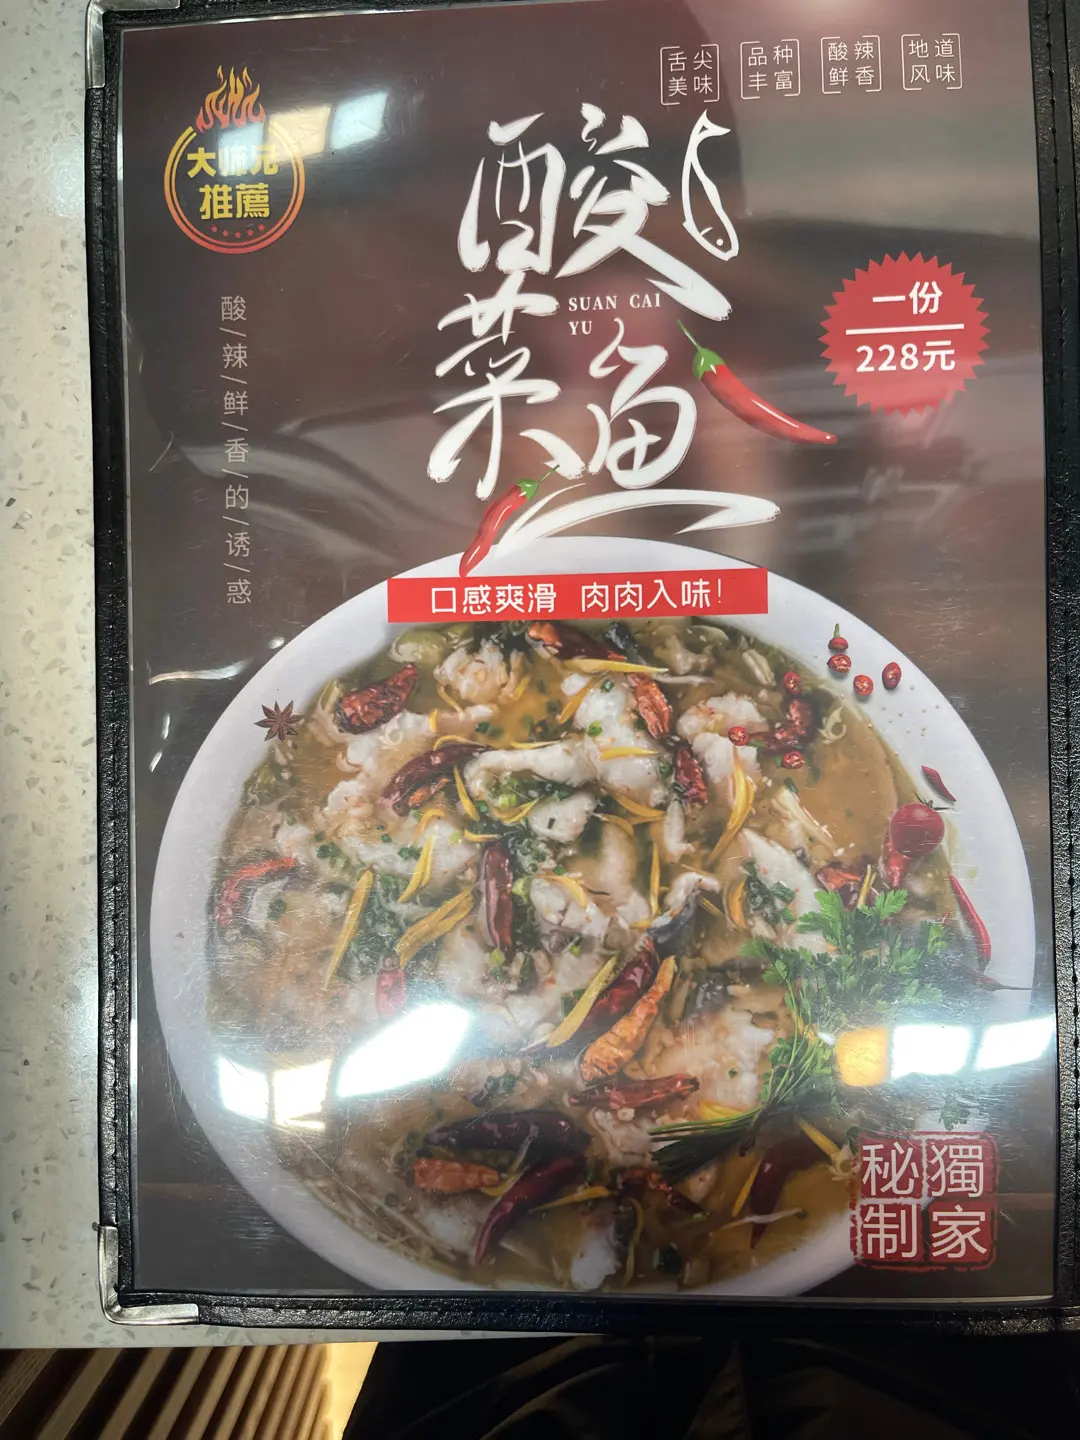 舌尖
美味
品种
丰富
酸辣
鲜香
地道
风味
大师兄
推薦
酸菜鱼
SUAN CAI
YU
一份
228元
酸/辣/鲜/香/的/诱/惑
口感爽滑 肉肉入味!
獨家
秘制